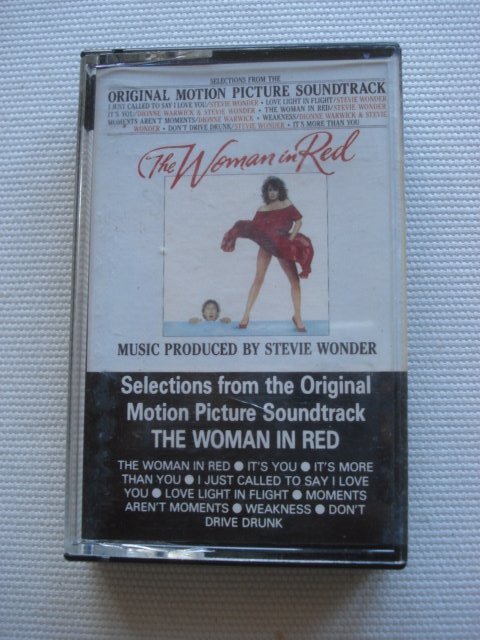 SELECTIONS FROM THE
ORIGINAL MOTION PICTURE SOUNDTRACK
I JUST CALLED TO SAY I LOVE YOU/STEVIE WONDER • LOVE LIGHT IN FLIGHT/STEVIE WONDER
IT'S YOU/DIONNE WARWICK & STEVIE WONDER • THE WOMAN IN RED/STEVIE WONDER
MOMENTS AREN'T MOMENTS/DIONNE WARWICK • WEAKNESS/DIONNE WARWICK & STEVIE
WONDER • DON'T DRIVE DRUNK/STEVIE WONDER • IT'S MORE THAN YOU
The Woman in Red
MUSIC PRODUCED BY STEVIE WONDER
Selections from the Original
Motion Picture Soundtrack
THE WOMAN IN RED
THE WOMAN IN RED ● IT'S YOU ● IT'S MORE
THAN YOU ● I JUST CALLED TO SAY I LOVE
YOU ● LOVE LIGHT IN FLIGHT ● MOMENTS
AREN'T MOMENTS ● WEAKNESS ● DON'T
DRIVE DRUNK